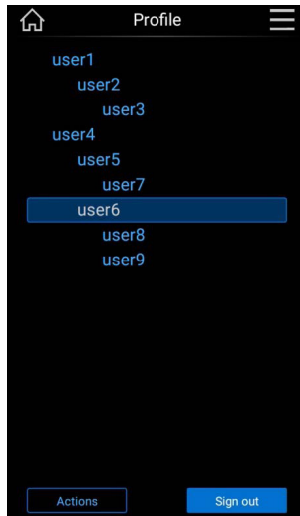 Profile
user1
user2
user3
user4
user5
user7
user6
user8
user9
Actions
Sign out